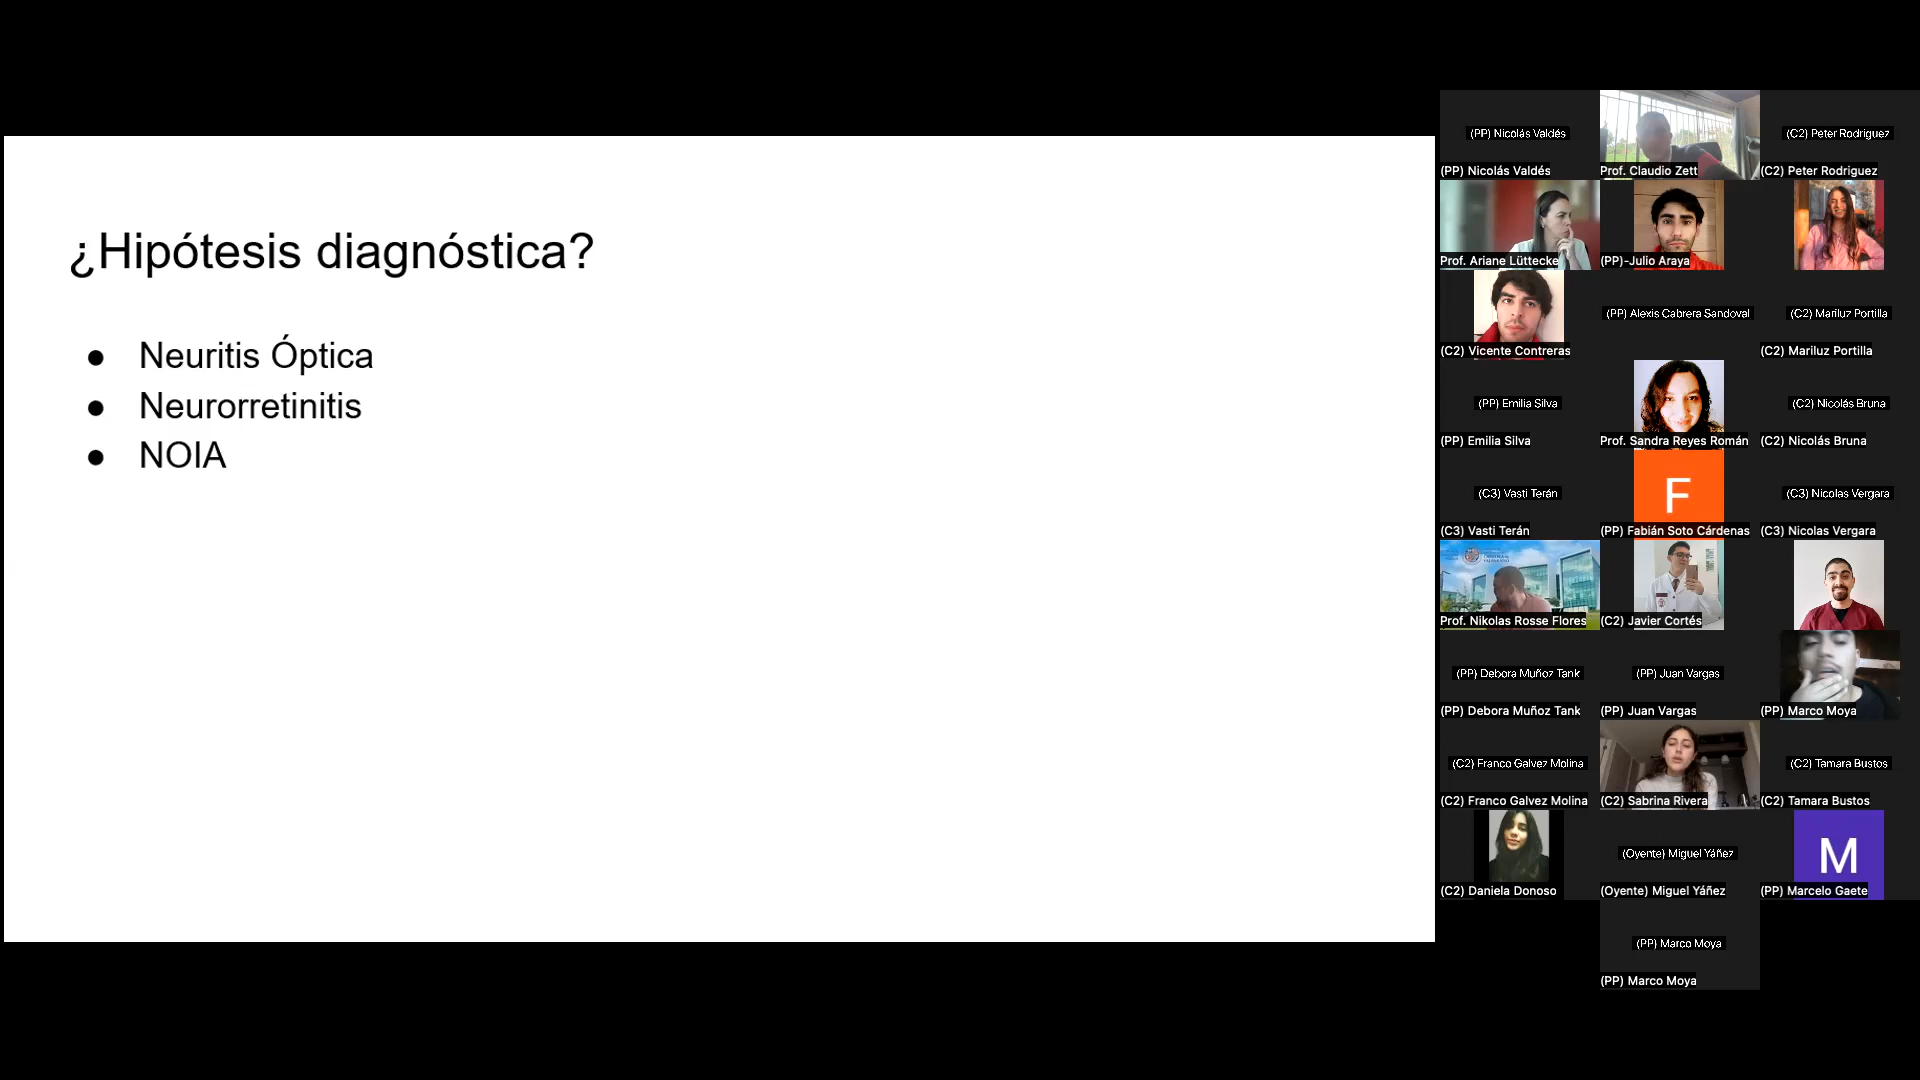 ¿Hipótesis diagnóstica?
● Neuritis Óptica
● Neurorretinitis
● NOIA
(PP) Nicolás Valdés
(C2) Peter Rodriguez
(PP) Nicolás Valdés
Prof. Claudio Zett
(C2) Peter Rodriguez
Prof. Ariane Lüttecke
(PP)-Julio Araya
(PP) Alexis Cabrera Sandoval
(C2) Mariluz Portilla
(C2) Vicente Contreras
(C2) Mariluz Portilla
(PP) Emilia Silva
(C2) Nicolás Bruna
(PP) Emilia Silva
Prof. Sandra Reyes Román
(C2) Nicolás Bruna
(C3) Vasti Terán
F
(C3) Nicolas Vergara
(C3) Vasti Terán
(PP) Fabián Soto Cárdenas
(C3) Nicolas Vergara
Prof. Nikolas Rosse Flores
(C2) Javier Cortés
(PP) Debora Muñoz Tank
(PP) Juan Vargas
(PP) Debora Muñoz Tank
(PP) Juan Vargas
(PP) Marco Moya
(C2) Franco Galvez Molina
(C2) Tamara Bustos
(C2) Franco Galvez Molina
(C2) Sabrina Rivera
(C2) Tamara Bustos
(Oyente) Miguel Yáñez
M
(C2) Daniela Donoso
(Oyente) Miguel Yáñez
(PP) Marcelo Gaete
(PP) Marco Moya
(PP) Marco Moya